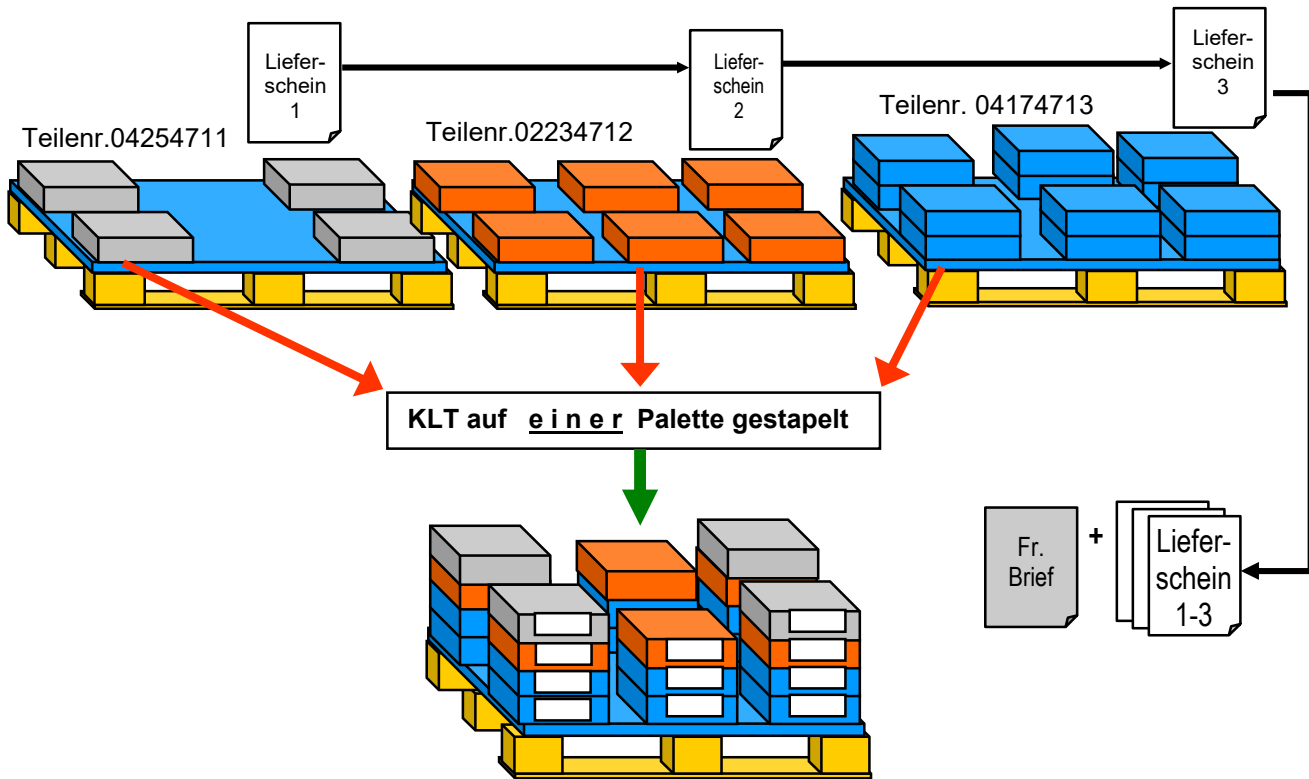 Liefer-
schein
1
Liefer-
schein
2
Liefer-
schein
3
Teilenr.04254711
Teilenr.02234712
Teilenr. 04174713
KLT auf e i n e r Palette gestapelt
Fr.
Brief
+
Liefer-
schein
1-3